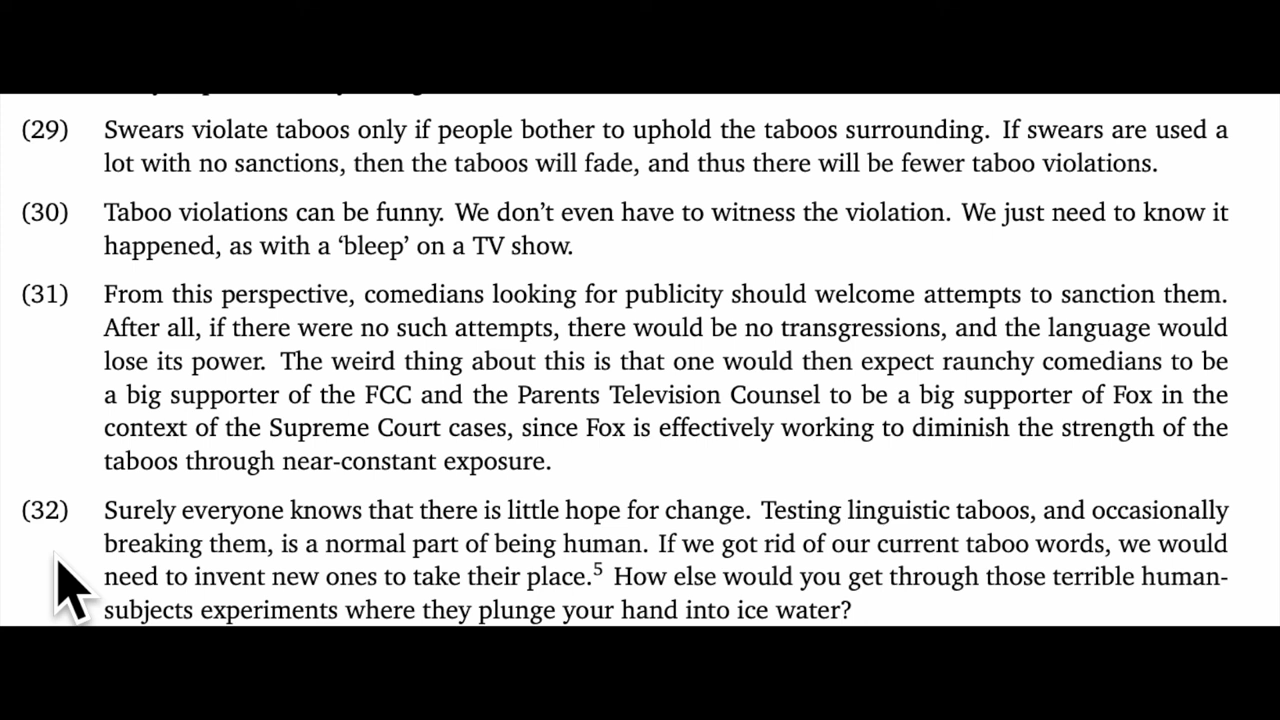 (29) Swears violate taboos only if people bother to uphold the taboos surrounding. If swears are used a
lot with no sanctions, then the taboos will fade, and thus there will be fewer taboo violations.
(30) Taboo violations can be funny. We don’t even have to witness the violation. We just need to know it
happened, as with a ‘bleep’ on a TV show.
(31) From this perspective, comedians looking for publicity should welcome attempts to sanction them.
After all, if there were no such attempts, there would be no transgressions, and the language would
lose its power. The weird thing about this is that one would then expect raunchy comedians to be
a big supporter of the FCC and the Parents Television Counsel to be a big supporter of Fox in the
context of the Supreme Court cases, since Fox is effectively working to diminish the strength of the
taboos through near-constant exposure.
(32) Surely everyone knows that there is little hope for change. Testing linguistic taboos, and occasionally
breaking them, is a normal part of being human. If we got rid of our current taboo words, we would
need to invent new ones to take their place.5 How else would you get through those terrible human-
subjects experiments where they plunge your hand into ice water?